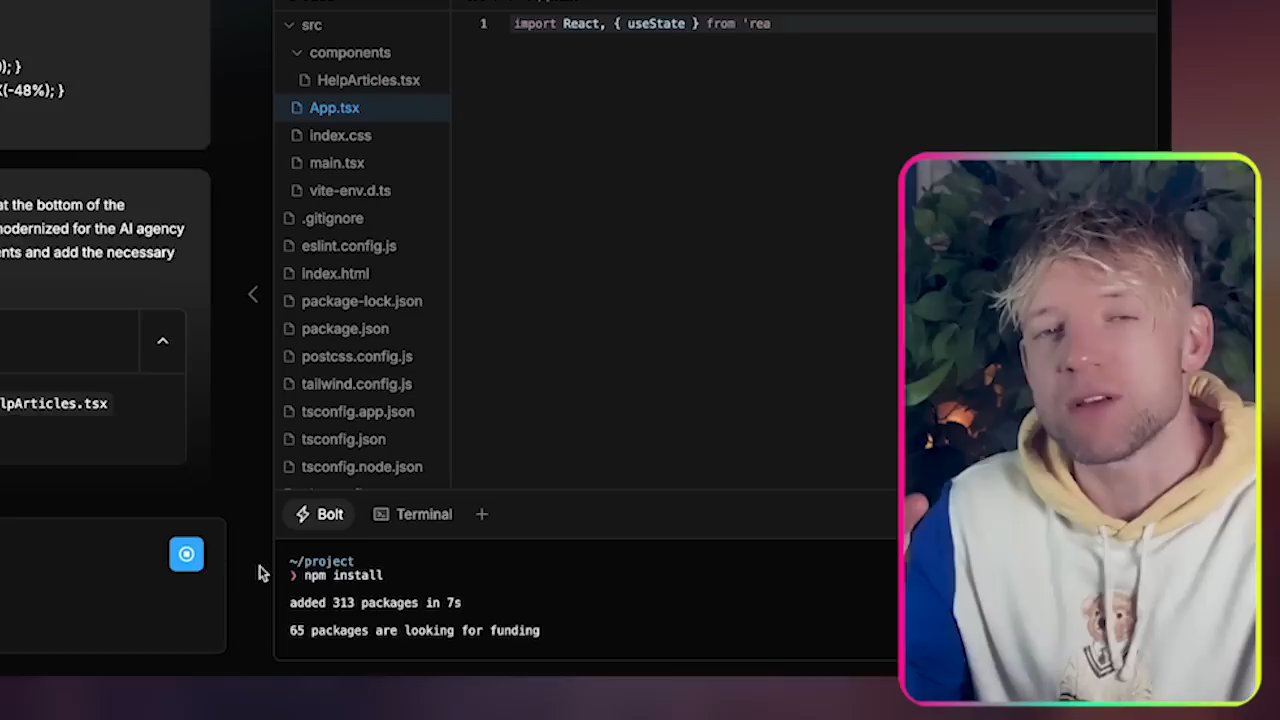 ); }
(-48%); }
at the bottom of the
modernized for the AI agency
nts and add the necessary
lpArticles.tsx
src
components
HelpArticles.tsx
App.tsx
index.css
main.tsx
vite-env.d.ts
.gitignore
eslint.config.js
index.html
package-lock.json
package.json
postcss.config.js
tailwind.config.js
tsconfig.app.json
tsconfig.json
tsconfig.node.json
1 import React, { useState } from 'rea
Bolt Terminal +
~/project
❯ npm install
added 313 packages in 7s
65 packages are looking for funding